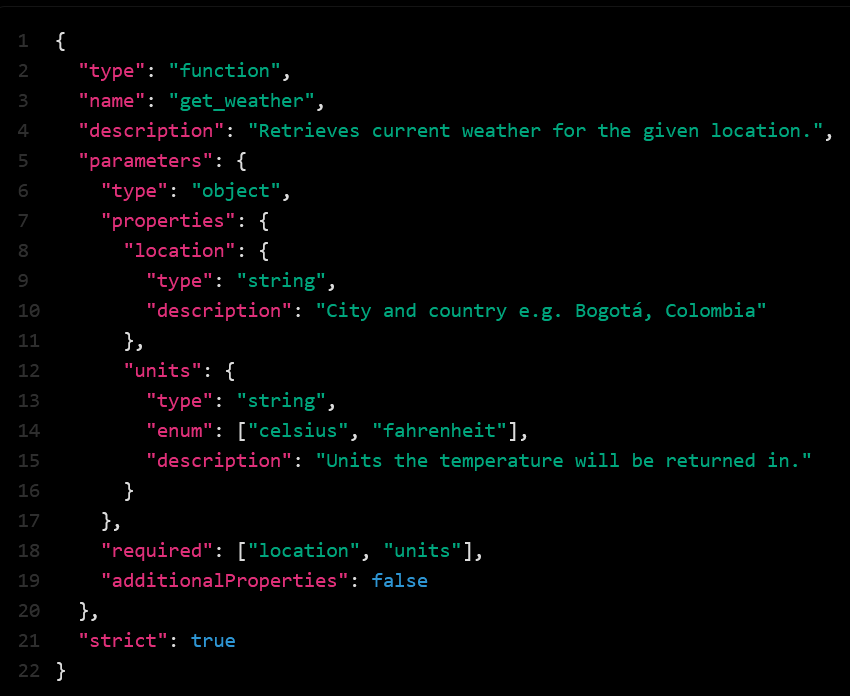 1 {
2   "type": "function",
3   "name": "get_weather",
4   "description": "Retrieves current weather for the given location.",
5   "parameters": {
6     "type": "object",
7     "properties": {
8       "location": {
9         "type": "string",
10         "description": "City and country e.g. Bogotá, Colombia"
11       },
12       "units": {
13         "type": "string",
14         "enum": ["celsius", "fahrenheit"],
15         "description": "Units the temperature will be returned in."
16       }
17     },
18     "required": ["location", "units"],
19     "additionalProperties": false
20   },
21   "strict": true
22 }